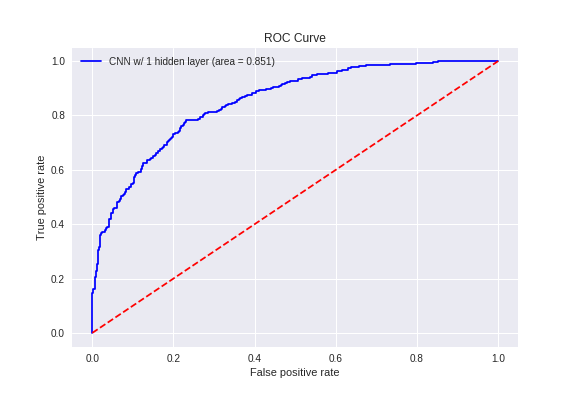 ROC Curve
CNN w/ 1 hidden layer (area = 0.851)
True positive rate
1.0
0.8
0.6
0.4
0.2
0.0
0.0 0.2 0.4 0.6 0.8 1.0
False positive rate